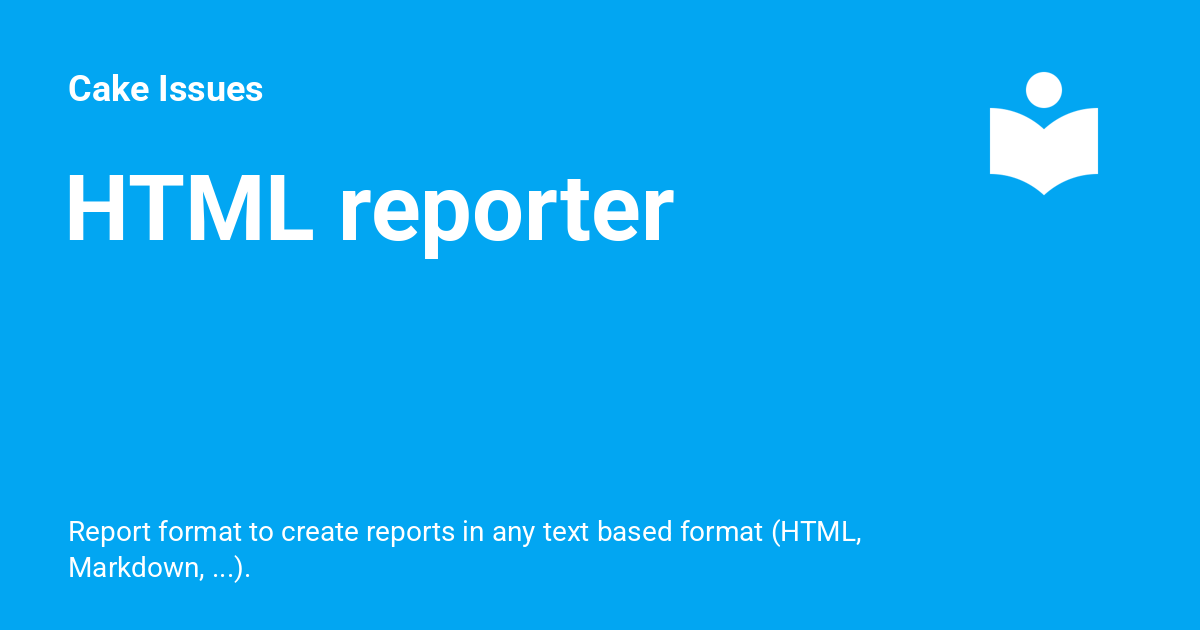 Cake Issues
HTML reporter
Report format to create reports in any text based format (HTML,
Markdown, ...).